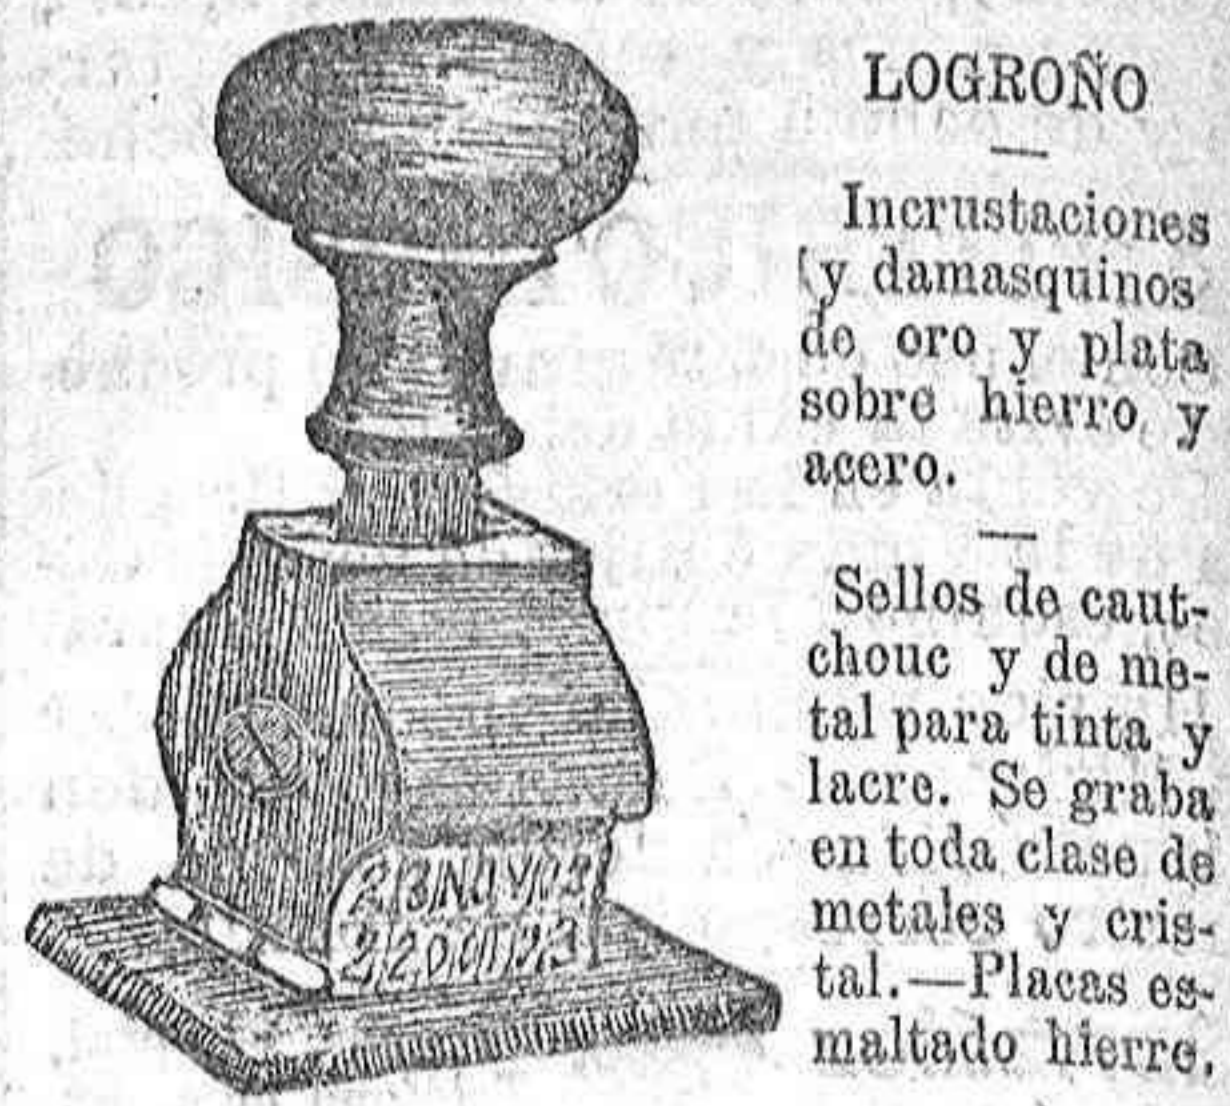 LOGROÑO
Incrustaciones
y damasquinos
de oro y plata
sobre hierro y
acero.
Sellos de caut-
chouc y de me-
tal para tinta y
lacre. Se graba
en toda clase de
metales y cris-
tal.—Placas es-
maltado hierre.